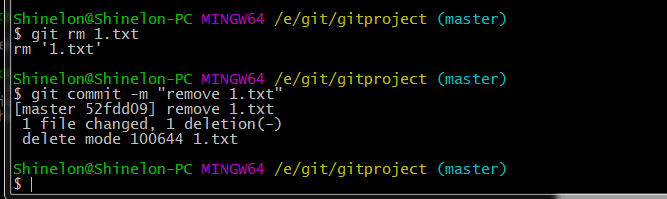 Shinelon@Shinelon-PC MINGW64 /e/git/gitproject (master)
$ git rm 1.txt
rm '1.txt'
Shinelon@Shinelon-PC MINGW64 /e/git/gitproject (master)
$ git commit -m "remove 1.txt"
[master 52fdd09] remove 1.txt
 1 file changed, 1 deletion(-)
 delete mode 100644 1.txt
Shinelon@Shinelon-PC MINGW64 /e/git/gitproject (master)
$